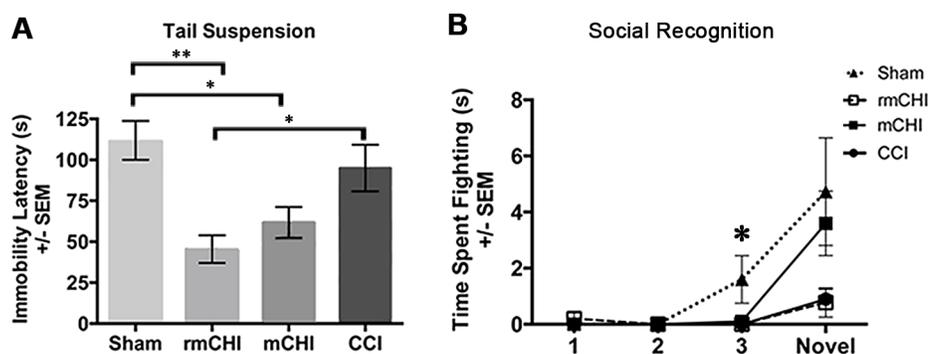 A
Tail Suspension
**
*
*
Immobility Latency (s)
+/- SEM
125
100
75
50
25
0
Sham rmCHI mCHI CCI
B
Social Recognition
Time Spent Fighting (s)
+/- SEM
8
6
4
2
0
*
1 2 3 Novel
Sham
rmCHI
mCHI
CCI